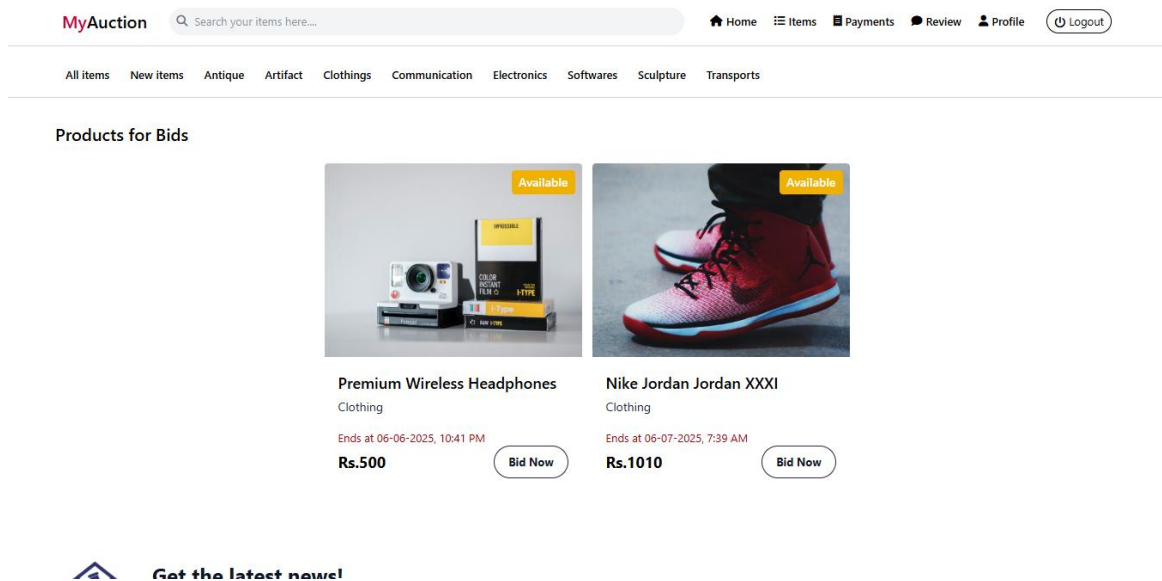 MyAuction
Search your items here....
Home
Items
Payments
Review
Profile
Logout
All items
New items
Antique
Artifact
Clothings
Communication
Electronics
Softwares
Sculpture
Transports
Products for Bids
Available
IMPOSSIBLE
COLOR
INSTANT
FILM
I-TYPE
I-Type
Available
Premium Wireless Headphones
Clothing
Ends at 06-06-2025, 10:41 PM
Rs.500
Bid Now
Nike Jordan Jordan XXXI
Clothing
Ends at 06-07-2025, 7:39 AM
Rs.1010
Bid Now
Get the latest news!